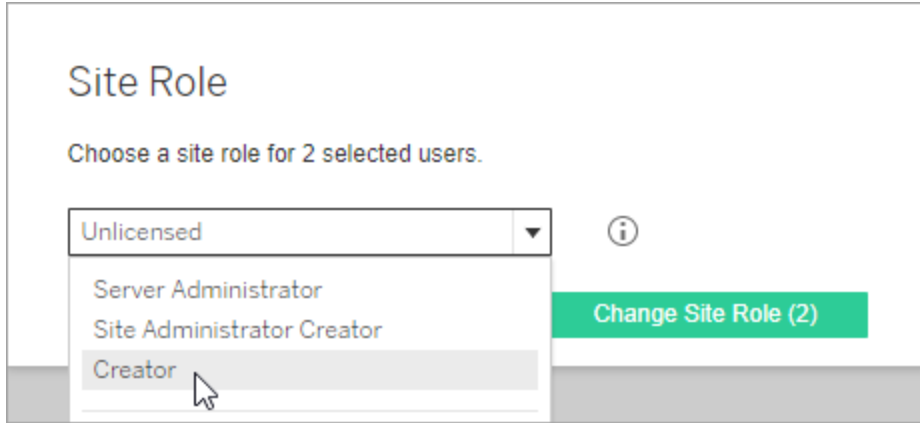 Site Role
Choose a site role for 2 selected users.
Unlicensed
Server Administrator
Site Administrator Creator
Change Site Role (2)
Creator